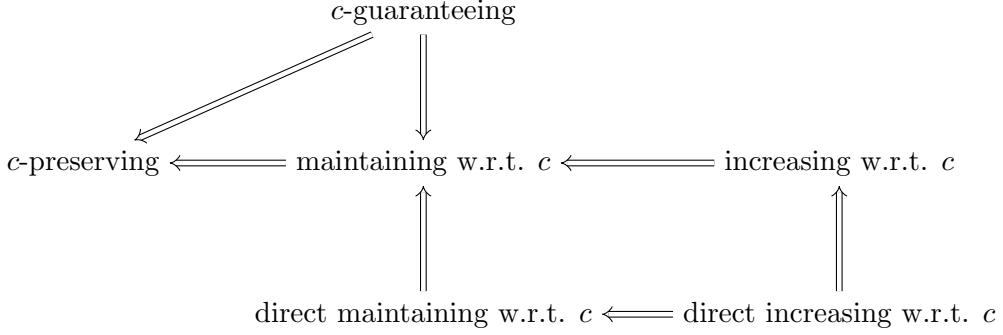 c-guaranteeing
c-preserving maintaining w.r.t. c increasing w.r.t. c
direct maintaining w.r.t. c direct increasing w.r.t. c